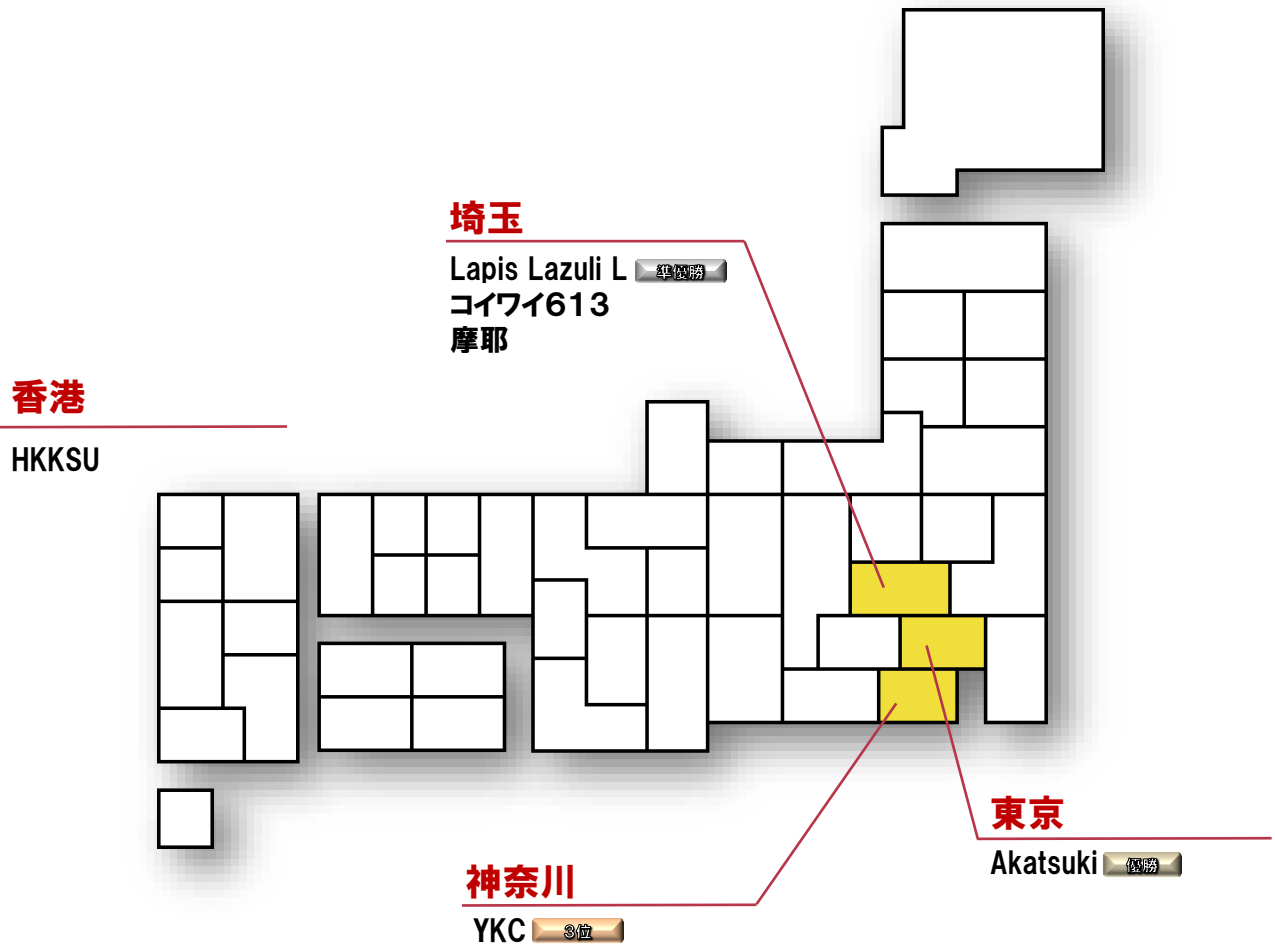 埼玉
Lapis Lazuli L 準優勝
コイワイ613
摩耶
香港
HKKSU
東京
Akatsuki 優勝
神奈川
YKC 3位